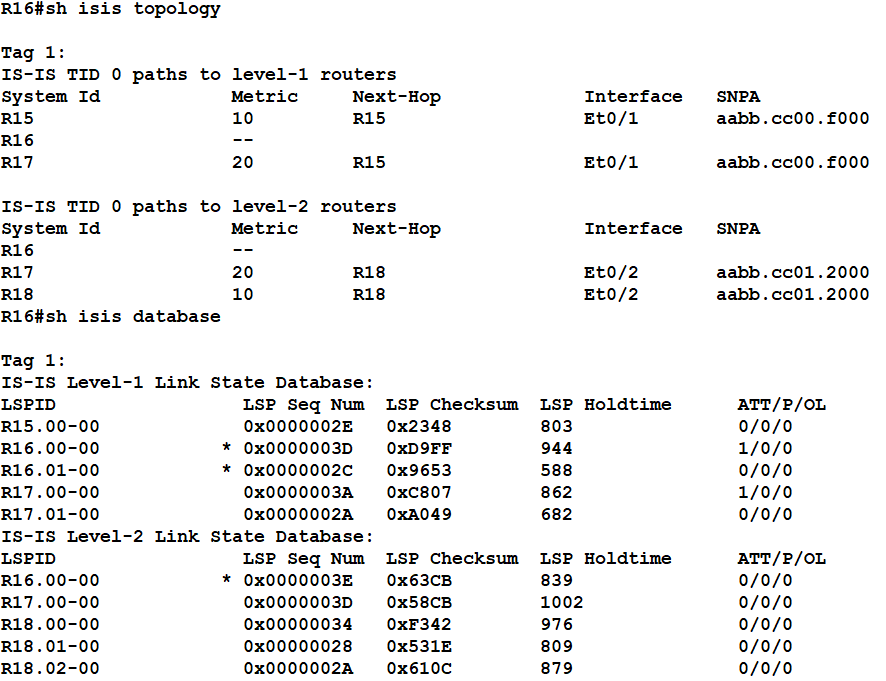 R16#sh isis topology
Tag 1:
IS-IS TID 0 paths to level-1 routers
System Id Metric Next-Hop Interface SNPA
R15 10 R15 Et0/1 aabb.cc00.f000
R16 --
R17 20 R15 Et0/1 aabb.cc00.f000
IS-IS TID 0 paths to level-2 routers
System Id Metric Next-Hop Interface SNPA
R16 --
R17 20 R18 Et0/2 aabb.cc01.2000
R18 10 R18 Et0/2 aabb.cc01.2000
R16#sh isis database
Tag 1:
IS-IS Level-1 Link State Database:
LSPID LSP Seq Num LSP Checksum LSP Holdtime ATT/P/OL
R15.00-00 0x0000002E 0x2348 803 0/0/0
R16.00-00 * 0x0000003D 0xD9FF 944 1/0/0
R16.01-00 * 0x0000002C 0x9653 588 0/0/0
R17.00-00 0x0000003A 0xC807 862 1/0/0
R17.01-00 0x0000002A 0xA049 682 0/0/0
IS-IS Level-2 Link State Database:
LSPID LSP Seq Num LSP Checksum LSP Holdtime ATT/P/OL
R16.00-00 * 0x0000003E 0x63CB 839 0/0/0
R17.00-00 0x0000003D 0x58CB 1002 0/0/0
R18.00-00 0x00000034 0xF342 976 0/0/0
R18.01-00 0x00000028 0x531E 809 0/0/0
R18.02-00 0x0000002A 0x610C 879 0/0/0